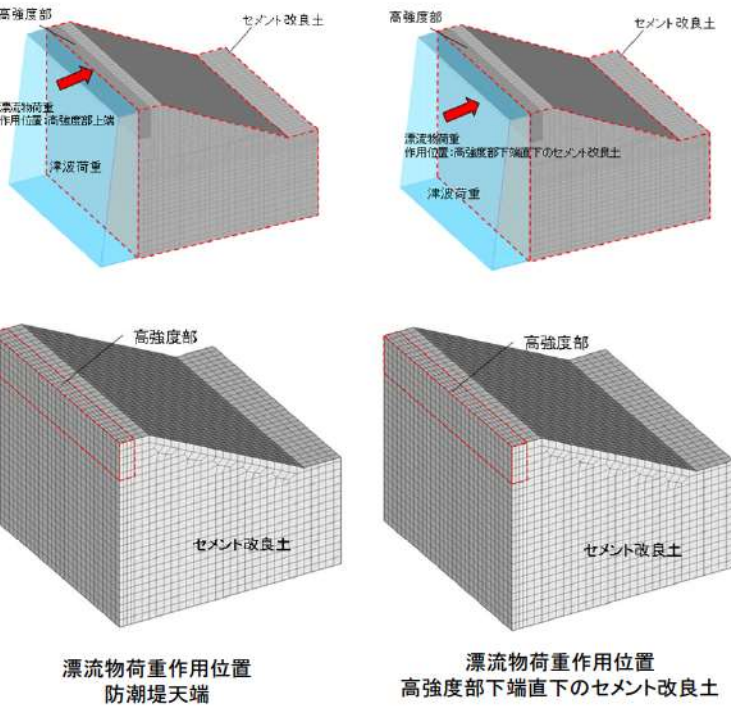 高強度部
セメント改良土
漂流物荷重
作用位置:高強度部上端
津波荷重
高強度部
セメント改良土
漂流物荷重
作用位置:高強度部下端直下のセメント改良土
津波荷重
高強度部
セメント改良土
高強度部
セメント改良土
漂流物荷重作用位置
防潮堤天端
漂流物荷重作用位置
高強度部下端直下のセメント改良土